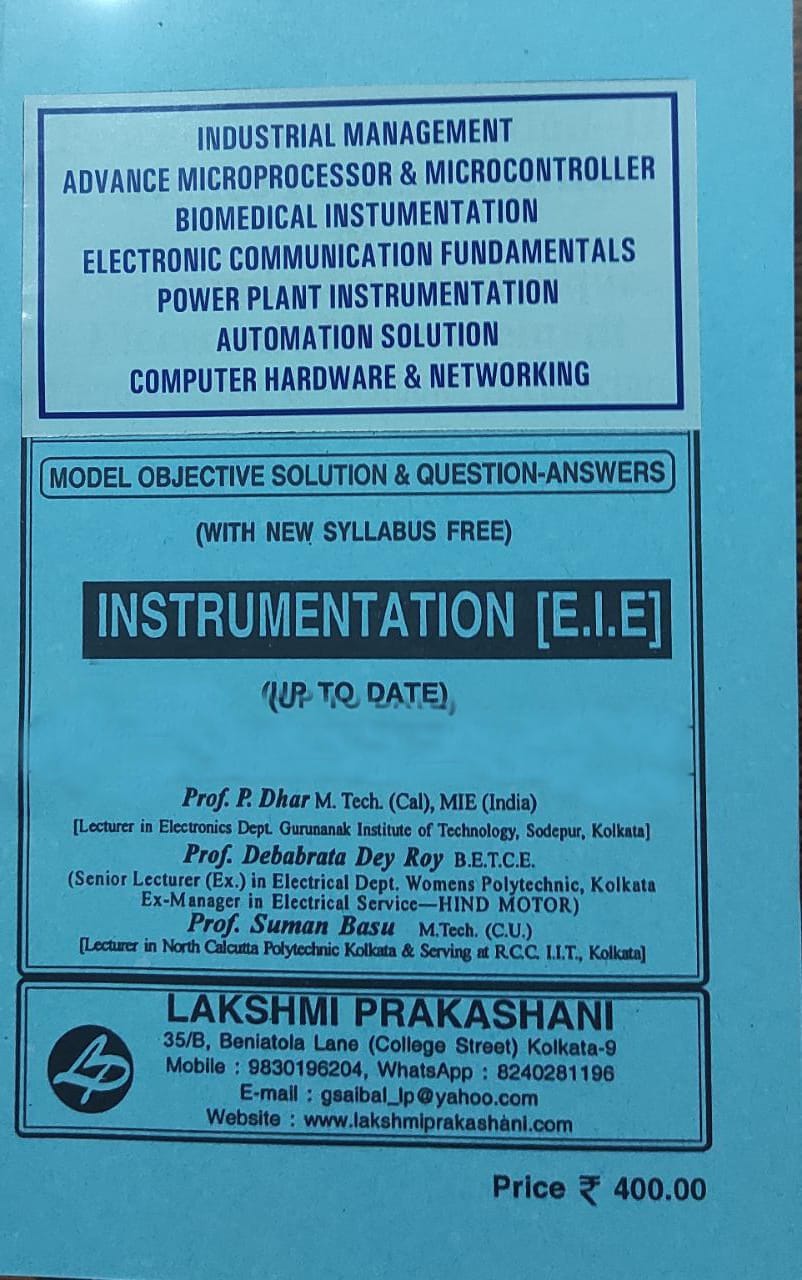 INDUSTRIAL MANAGEMENT
ADVANCE MICROPROCESSOR & MICROCONTROLLER
BIOMEDICAL INSTUMENTATION
ELECTRONIC COMMUNICATION FUNDAMENTALS
POWER PLANT INSTRUMENTATION
AUTOMATION SOLUTION
COMPUTER HARDWARE & NETWORKING
MODEL OBJECTIVE SOLUTION & QUESTION-ANSWERS
(WITH NEW SYLLABUS FREE)
INSTRUMENTATION [E.I.E]
(UP TO DATE)
Prof. P. Dhar M. Tech. (Cal), MIE (India)
[Lecturer in Electronics Dept. Gurunanak Institute of Technology, Sodepur, Kolkata]
Prof. Debabrata Dey Roy B.E.T.C.E.
(Senior Lecturer (Ex.) in Electrical Dept. Womens Polytechnic, Kolkata
Ex-Manager in Electrical Service—HIND MOTOR)
Prof. Suman Basu M.Tech. (C.U.)
[Lecturer in North Calcutta Polytechnic Kolkata & Serving at R.C.C. I.I.T., Kolkata]
LAKSHMI PRAKASHANI
LP
35/B, Beniatola Lane (College Street) Kolkata-9
Mobile : 9830196204, WhatsApp : 8240281196
E-mail : gsaibal_lp@yahoo.com
Website : www.lakshmiprakashani.com
Price ₹ 400.00